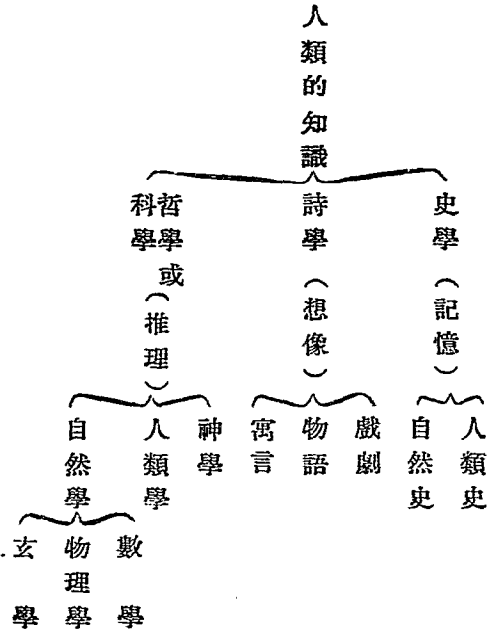 人類的知識
史學（記憶）
詩學（想像）
哲學或
科學
（推理）
人類史
自然史
戲劇
物語
寓言
神學
人類學
自然學
數學
物理學
玄學